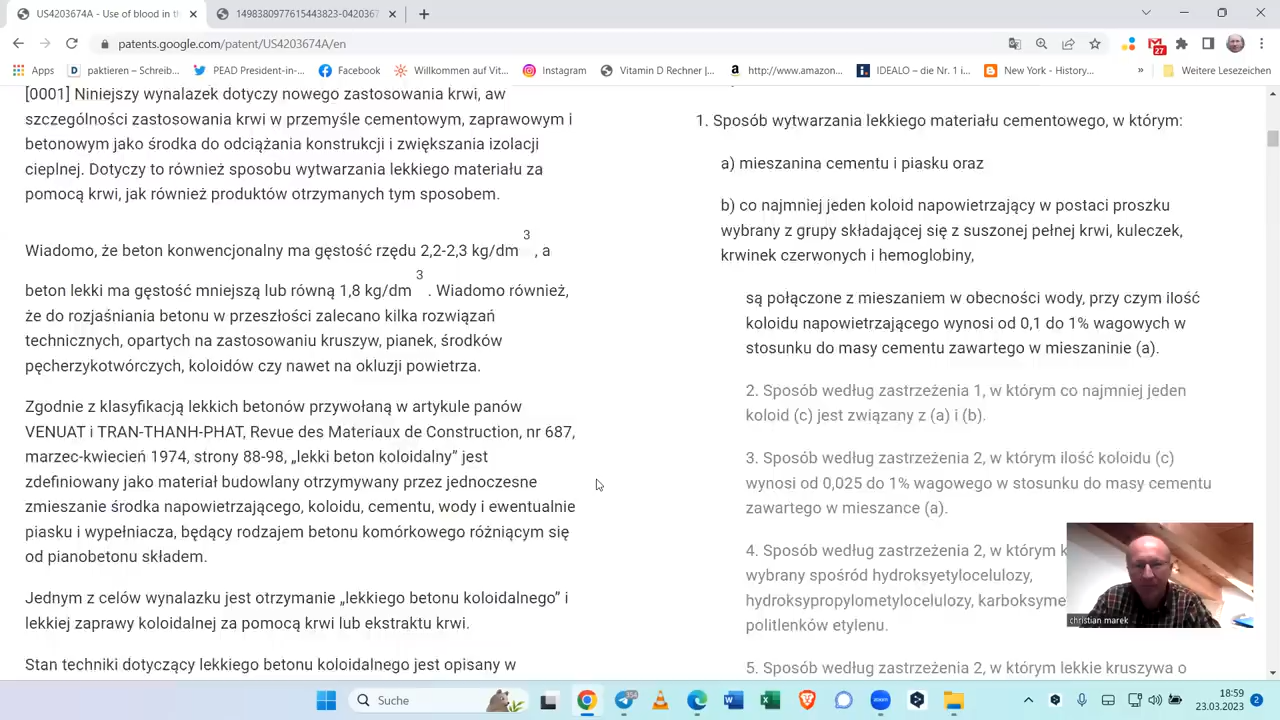 US4203674A - Use of blood in t
1498380977615443823-0420367
patents.google.com/patent/US4203674A/en
27
Apps
paktieren – Schreib...
PEAD President-in-...
Facebook
Willkommen auf Vit...
Instagram
Vitamin D Rechner |...
http://www.amazon...
IDEALO – die Nr. 1 i...
New York - History...
»
Weitere Lesezeichen
[0001] Niniejszy wynalazek dotyczy nowego zastosowania krwi, aw
szczególności zastosowania krwi w przemyśle cementowym, zaprawowym i
betonowym jako środka do odciążania konstrukcji i zwiększania izolacji
cieplnej. Dotyczy to również sposobu wytwarzania lekkiego materiału za
pomocą krwi, jak również produktów otrzymanych tym sposobem.
Wiadomo, że beton konwencjonalny ma gęstość rzędu 2,2-2,3 kg/dm 3 , a
beton lekki ma gęstość mniejszą lub równą 1,8 kg/dm 3 . Wiadomo również,
że do rozjaśniania betonu w przeszłości zalecano kilka rozwiązań
technicznych, opartych na zastosowaniu kruszyw, pianek, środków
pęcherzykotwórczych, koloidów czy nawet na okluzji powietrza.
Zgodnie z klasyfikacją lekkich betonów przywołaną w artykule panów
VENUAT i TRAN-THANH-PHAT, Revue des Materiaux de Construction, nr 687,
marzec-kwiecień 1974, strony 88-98, „lekki beton koloidalny” jest
zdefiniowany jako materiał budowlany otrzymywany przez jednoczesne
zmieszanie środka napowietrzającego, koloidu, cementu, wody i ewentualnie
piasku i wypełniacza, będący rodzajem betonu komórkowego różniącym się
od pianobetonu składem.
Jednym z celów wynalazku jest otrzymanie „lekkiego betonu koloidalnego” i
lekkiej zaprawy koloidalnej za pomocą krwi lub ekstraktu krwi.
Stan techniki dotyczący lekkiego betonu koloidalnego jest opisany w
1. Sposób wytwarzania lekkiego materiału cementowego, w którym:
a) mieszanina cementu i piasku oraz
b) co najmniej jeden koloid napowietrzający w postaci proszku
wybrany z grupy składającej się z suszonej pełnej krwi, kuleczek,
krwinek czerwonych i hemoglobiny,
są połączone z mieszaniem w obecności wody, przy czym ilość
koloidu napowietrzającego wynosi od 0,1 do 1% wagowych w
stosunku do masy cementu zawartego w mieszaninie (a).
2. Sposób według zastrzeżenia 1, w którym co najmniej jeden
koloid (c) jest związany z (a) i (b).
3. Sposób według zastrzeżenia 2, w którym ilość koloidu (c)
wynosi od 0,025 do 1% wagowego w stosunku do masy cementu
zawartego w mieszance (a).
4. Sposób według zastrzeżenia 2, w którym k
wybrany spośród hydroksyetylocelulozy,
hydroksypropylometylocelulozy, karboksyme
politlenków etylenu.
5. Sposób według zastrzeżenia 2, w którym lekkie kruszywa o
christian marek
Suche
18:59
23.03.2023
2